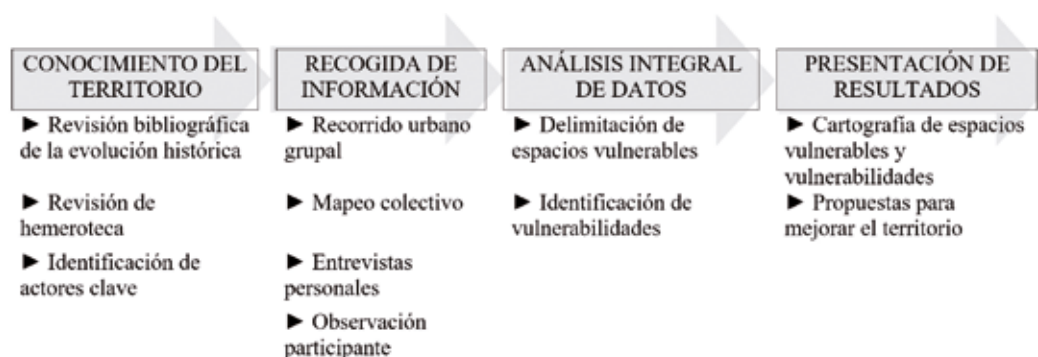 CONOCIMIENTO DEL
TERRITORIO
► Revisión bibliográfica
de la evolución histórica
► Revisión de
hemeroteca
► Identificación de
actores clave
RECOGIDA DE
INFORMACIÓN
► Recorrido urbano
grupal
► Mapeo colectivo
► Entrevistas
personales
► Observación
participante
ANÁLISIS INTEGRAL
DE DATOS
► Delimitación de
espacios vulnerables
► Identificación de
vulnerabilidades
PRESENTACIÓN DE
RESULTADOS
► Cartografía de espacios
vulnerables y
vulnerabilidades
► Propuestas para
mejorar el territorio